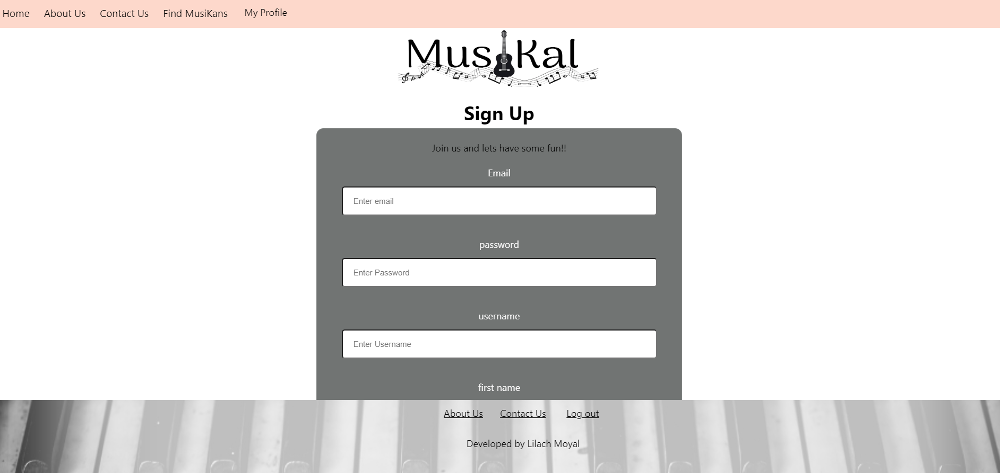 Home About Us Contact Us Find MusiKans My Profile
MusiKal
Sign Up
Join us and lets have some fun!!
Email
Enter email
password
Enter Password
username
Enter Username
first name
About Us Contact Us Log out
Developed by Lilach Moyal